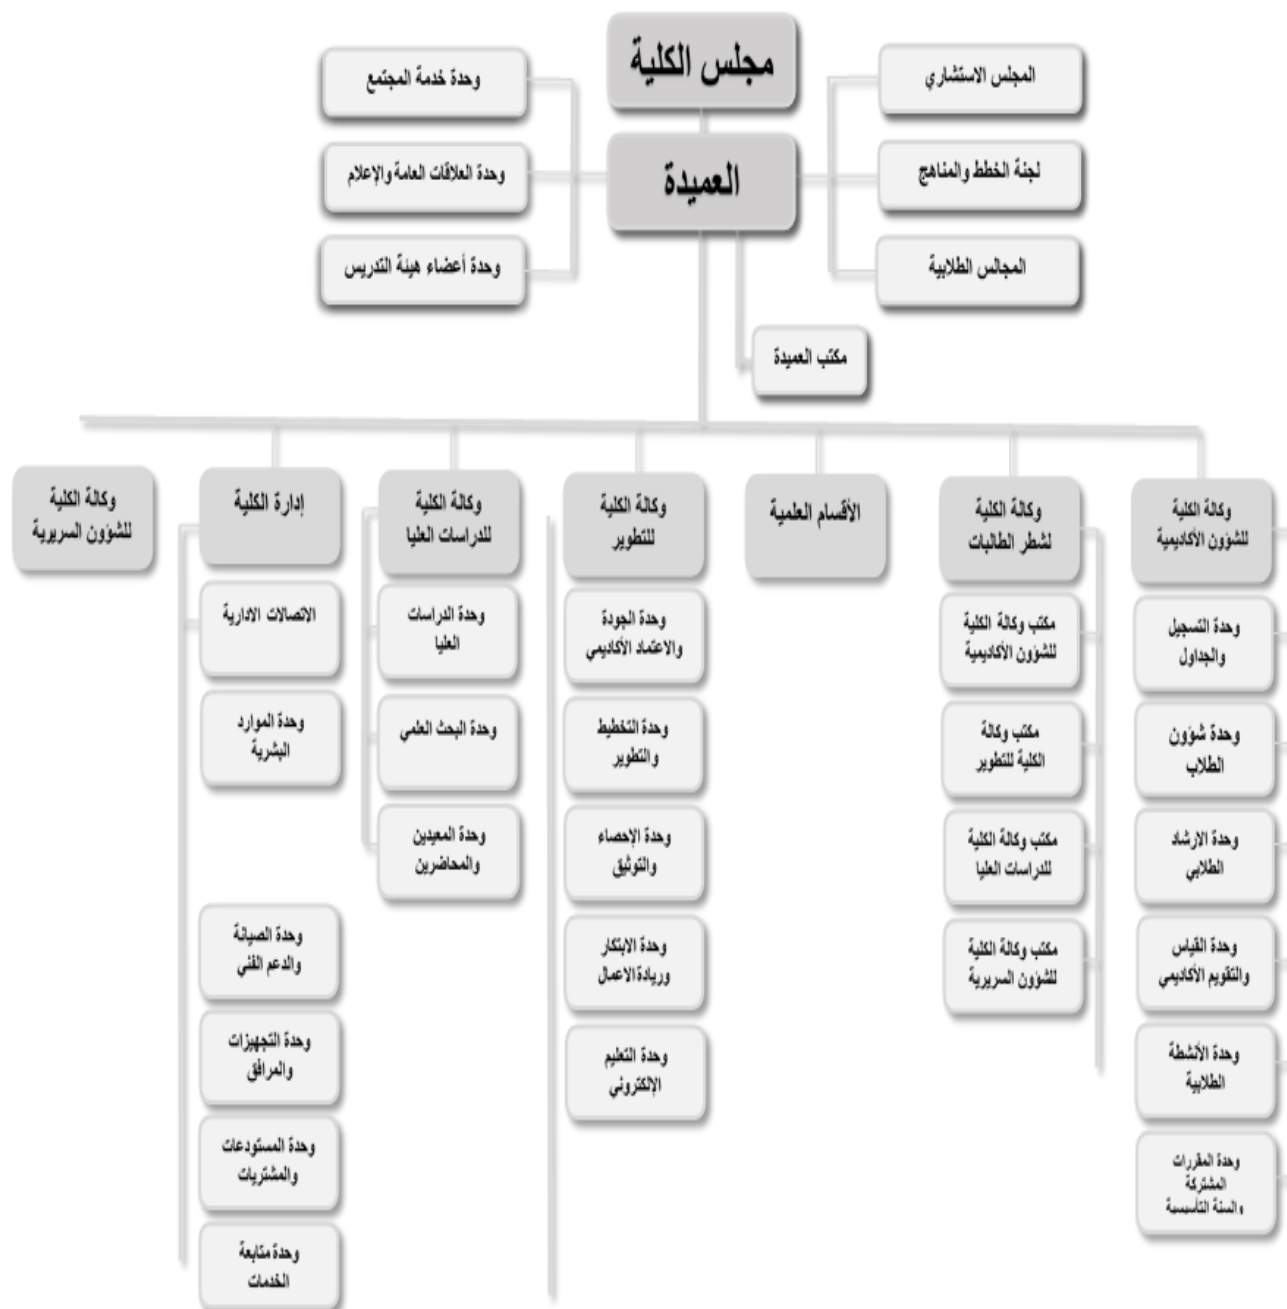 مجلس الكلية
العميدة
المجلس الاستشاري
لجنة الخطط والمناهج
المجالس الطلابية
وحدة خدمة المجتمع
وحدة العلاقات العامة والإعلام
وحدة أعضاء هيئة التدريس
مكتب العميدة
وكالة الكلية
للشؤون الأكاديمية
وحدة التسجيل
والجداول
وحدة شؤون
الطلاب
وحدة الارشاد
الطلابي
وحدة القياس
والتقويم الأكاديمي
وحدة الأنشطة
الطلابية
وحدة المقررات
المشتركة
والسنة التأسيسية
وكالة الكلية
لشطر الطالبات
مكتب وكالة الكلية
للشؤون الأكاديمية
مكتب وكالة
الكلية للتطوير
مكتب وكالة الكلية
للدراسات العليا
مكتب وكالة الكلية
للشؤون السريرية
الأقسام العلمية
وكالة الكلية
للتطوير
وحدة الجودة
والاعتماد الأكاديمي
وحدة التخطيط
والتطوير
وحدة الإحصاء
والتوثيق
وحدة الابتكار
وريادة الاعمال
وحدة التعليم
الإلكتروني
وكالة الكلية
للدراسات العليا
وحدة الدراسات
العليا
وحدة البحث العلمي
وحدة المعيدين
والمحاضرين
إدارة الكلية
الاتصالات الادارية
وحدة الموارد
البشرية
وحدة الصيانة
والدعم الفني
وحدة التجهيزات
والمرافق
وحدة المستودعات
والمشتريات
وحدة متابعة
الخدمات
وكالة الكلية
للشؤون السريرية